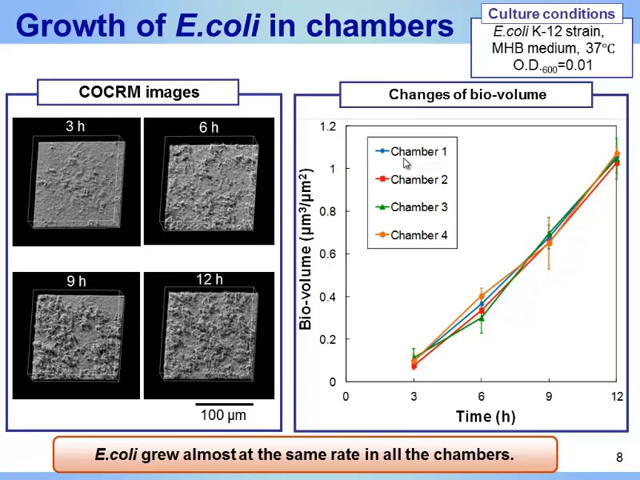 Growth of E.coli in chambers
Culture conditions
E.coli K-12 strain,
MHB medium, 37℃
O.D.600=0.01
COCRM images
3 h
6 h
9 h
12 h
100 µm
Changes of bio-volume
Bio-volume (µm³/µm²)
1.2
1
0.8
0.6
0.4
0.2
0
0
3
6
9
12
Time (h)
Chamber 1
Chamber 2
Chamber 3
Chamber 4
E.coli grew almost at the same rate in all the chambers.
8